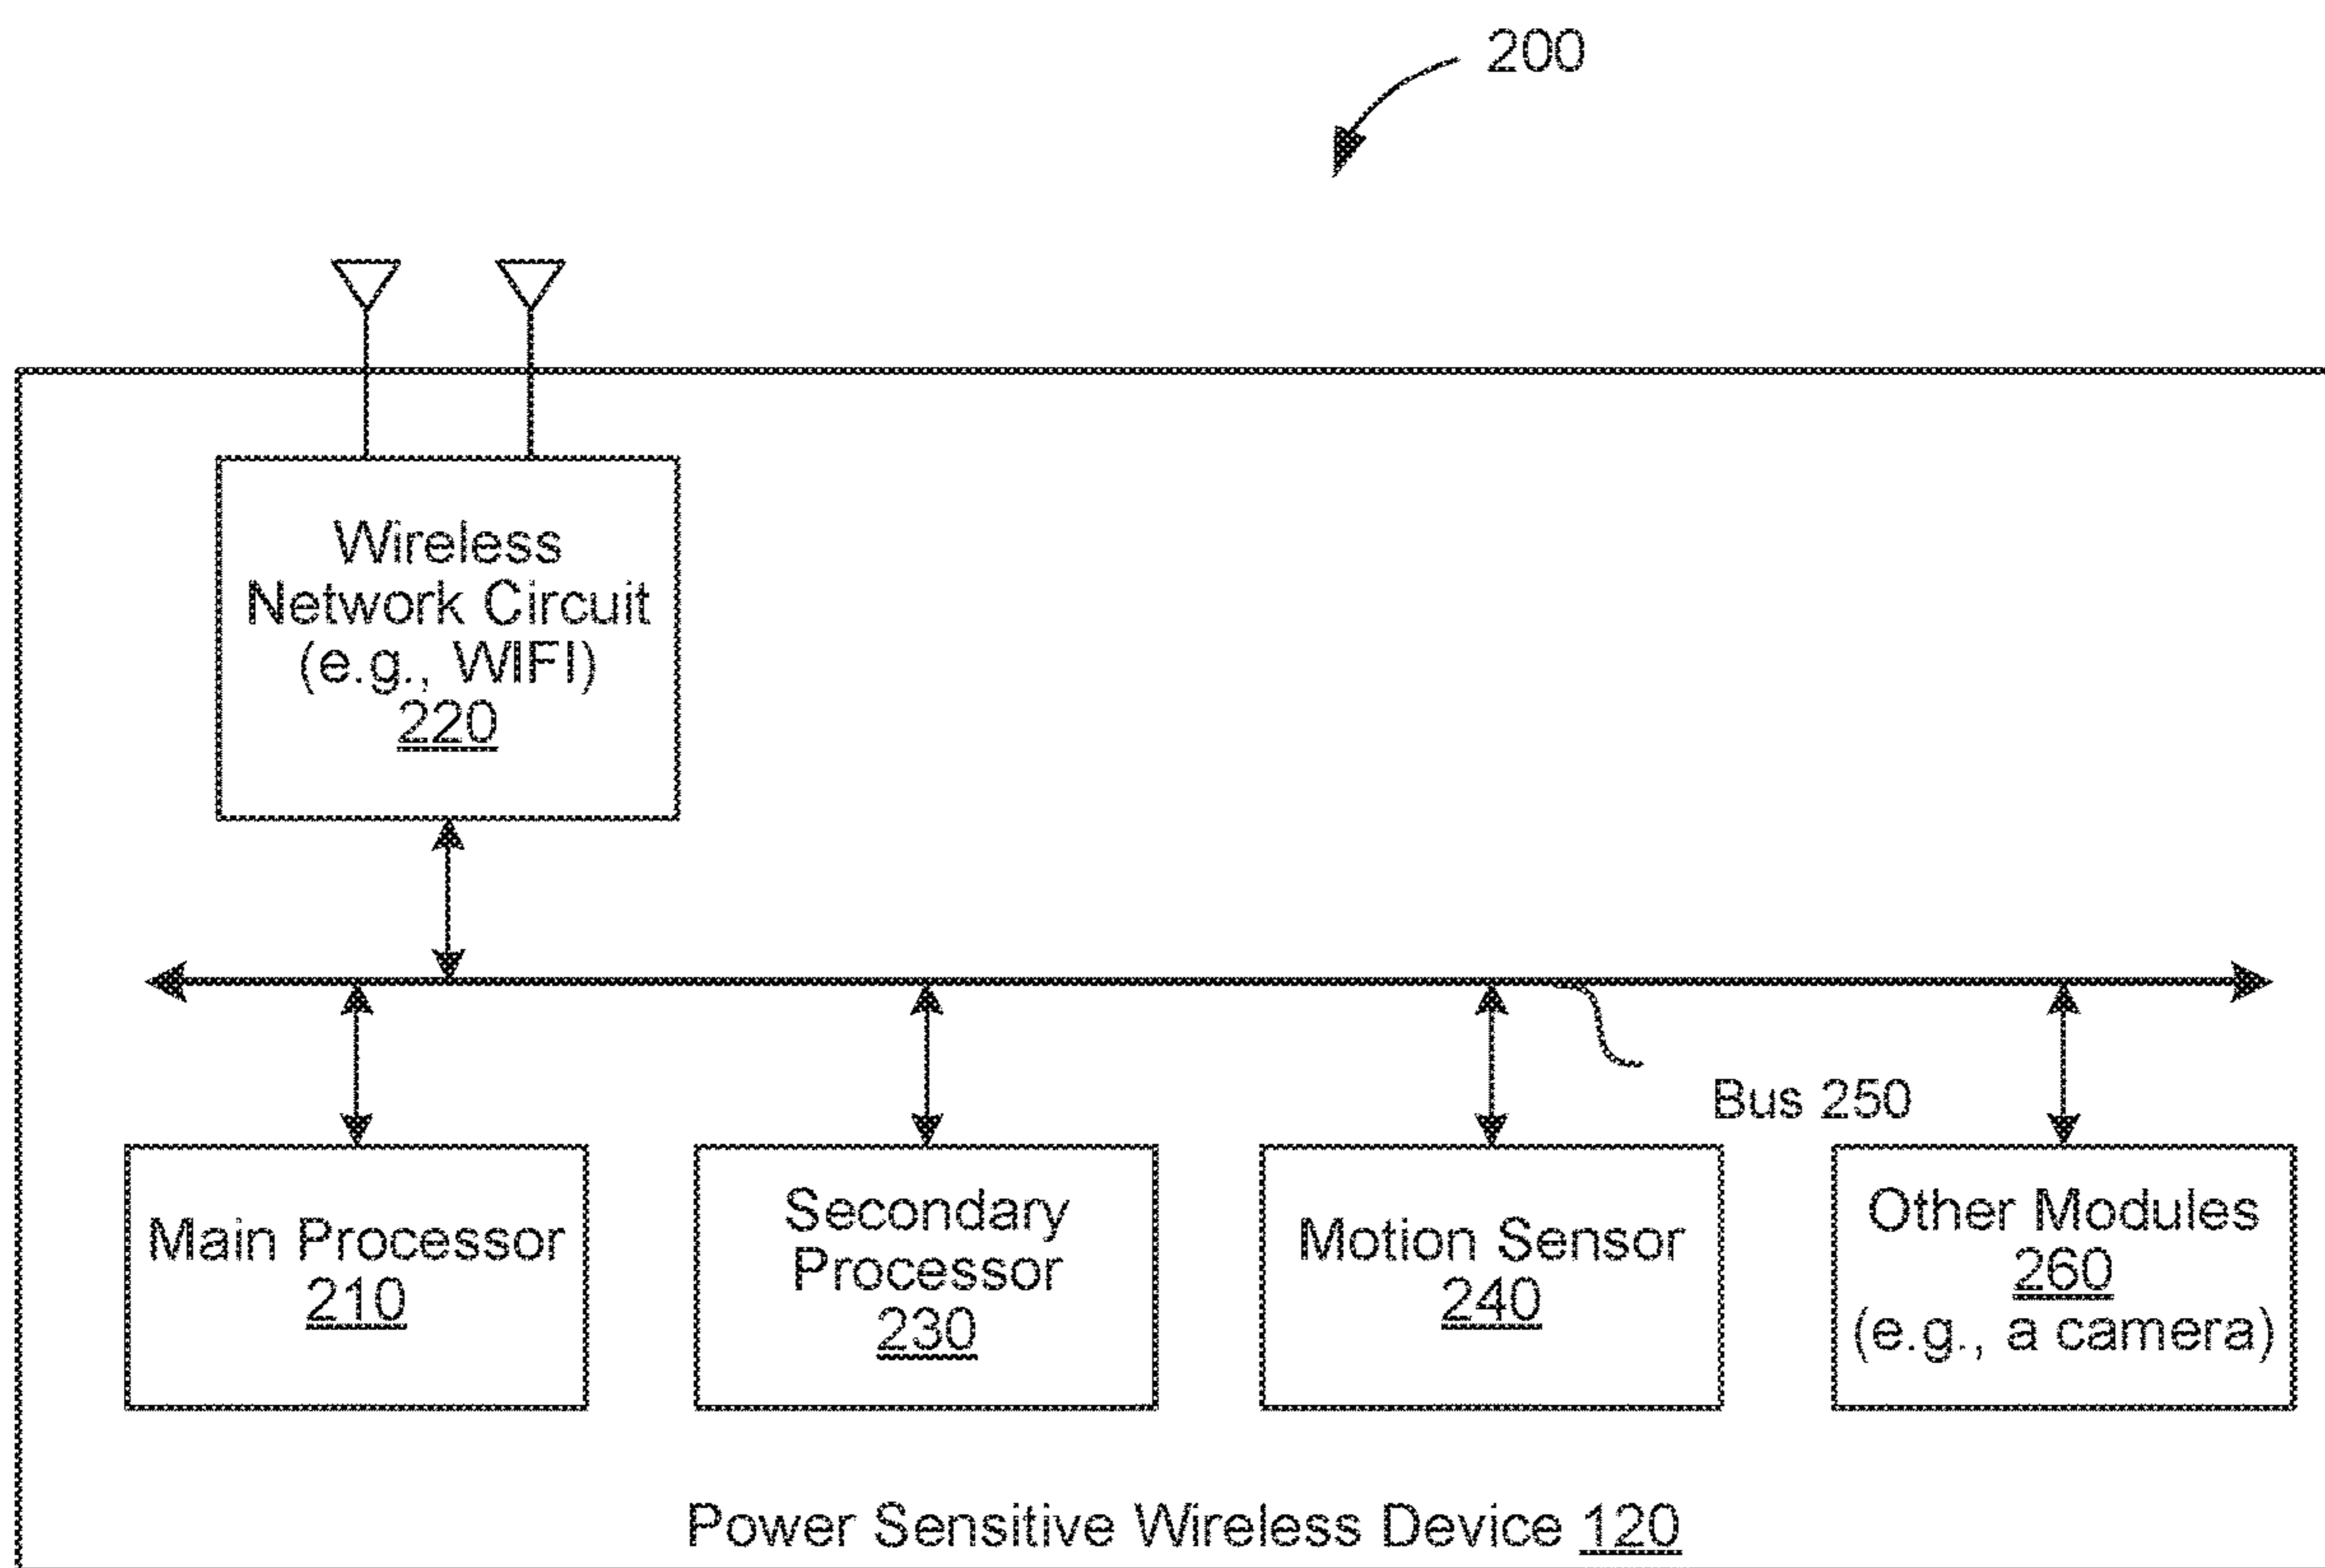 200
Wireless
Network Circuit
(e.g., WIFI)
220
Bus 250
Main Processor
210
Secondary
Processor
230
Motion Sensor
240
Other Modules
260
(e.g., a camera)
Power Sensitive Wireless Device 120